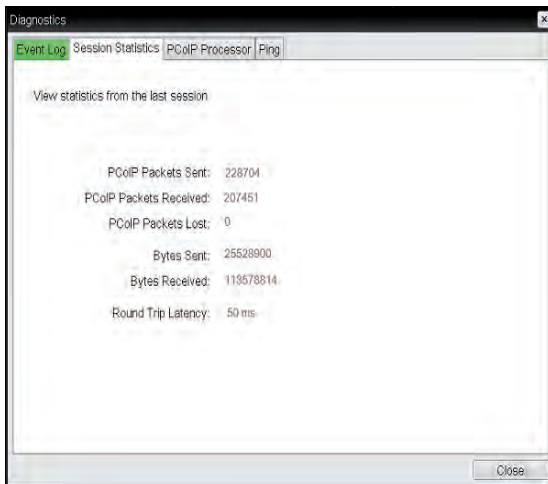 Diagnostics
Event Log Session Statistics PCoIP Processor Ping
View statistics from the last session
PCoIP Packets Sent: 228704
PCoIP Packets Received: 207451
PCoIP Packets Lost: 0
Bytes Sent: 25528900
Bytes Received: 113578814
Round Trip Latency: 50 ms
Close